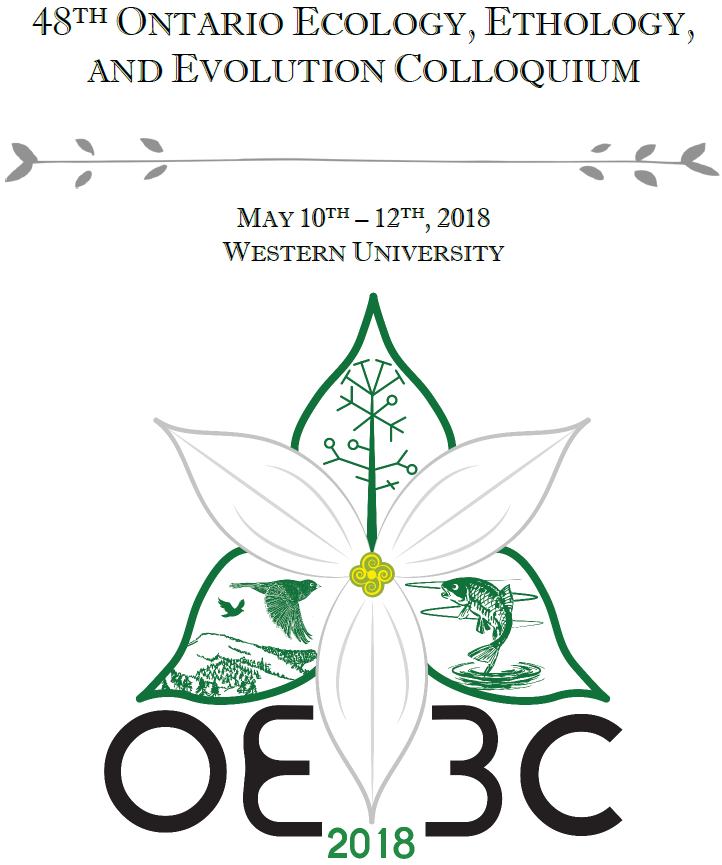 48TH ONTARIO ECOLOGY, ETHOLOGY,
AND EVOLUTION COLLOQUIUM
MAY 10TH – 12TH, 2018
WESTERN UNIVERSITY
OE3C
2018